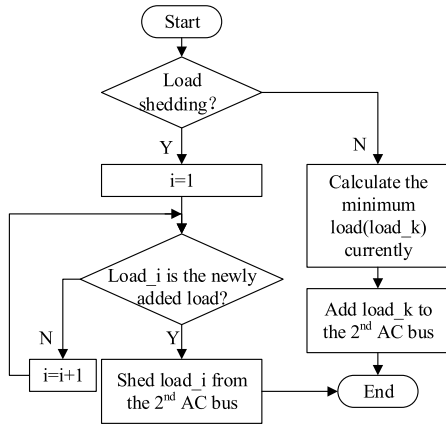 Start
Load
shedding?
Y
N
i=1
Calculate the
minimum
load(load_k)
currently
Load_i is the newly
added load?
N
Y
Add load_k to
the 2nd AC bus
i=i+1
Shed load_i from
the 2nd AC bus
End